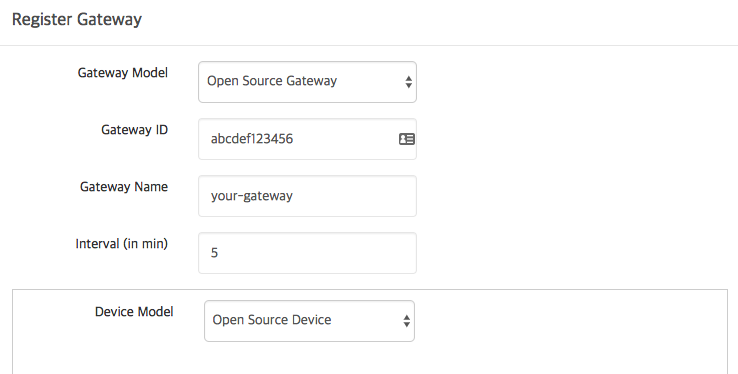 Register Gateway
Gateway Model Open Source Gateway
Gateway ID abcdef123456
Gateway Name your-gateway
Interval (in min) 5
Device Model Open Source Device